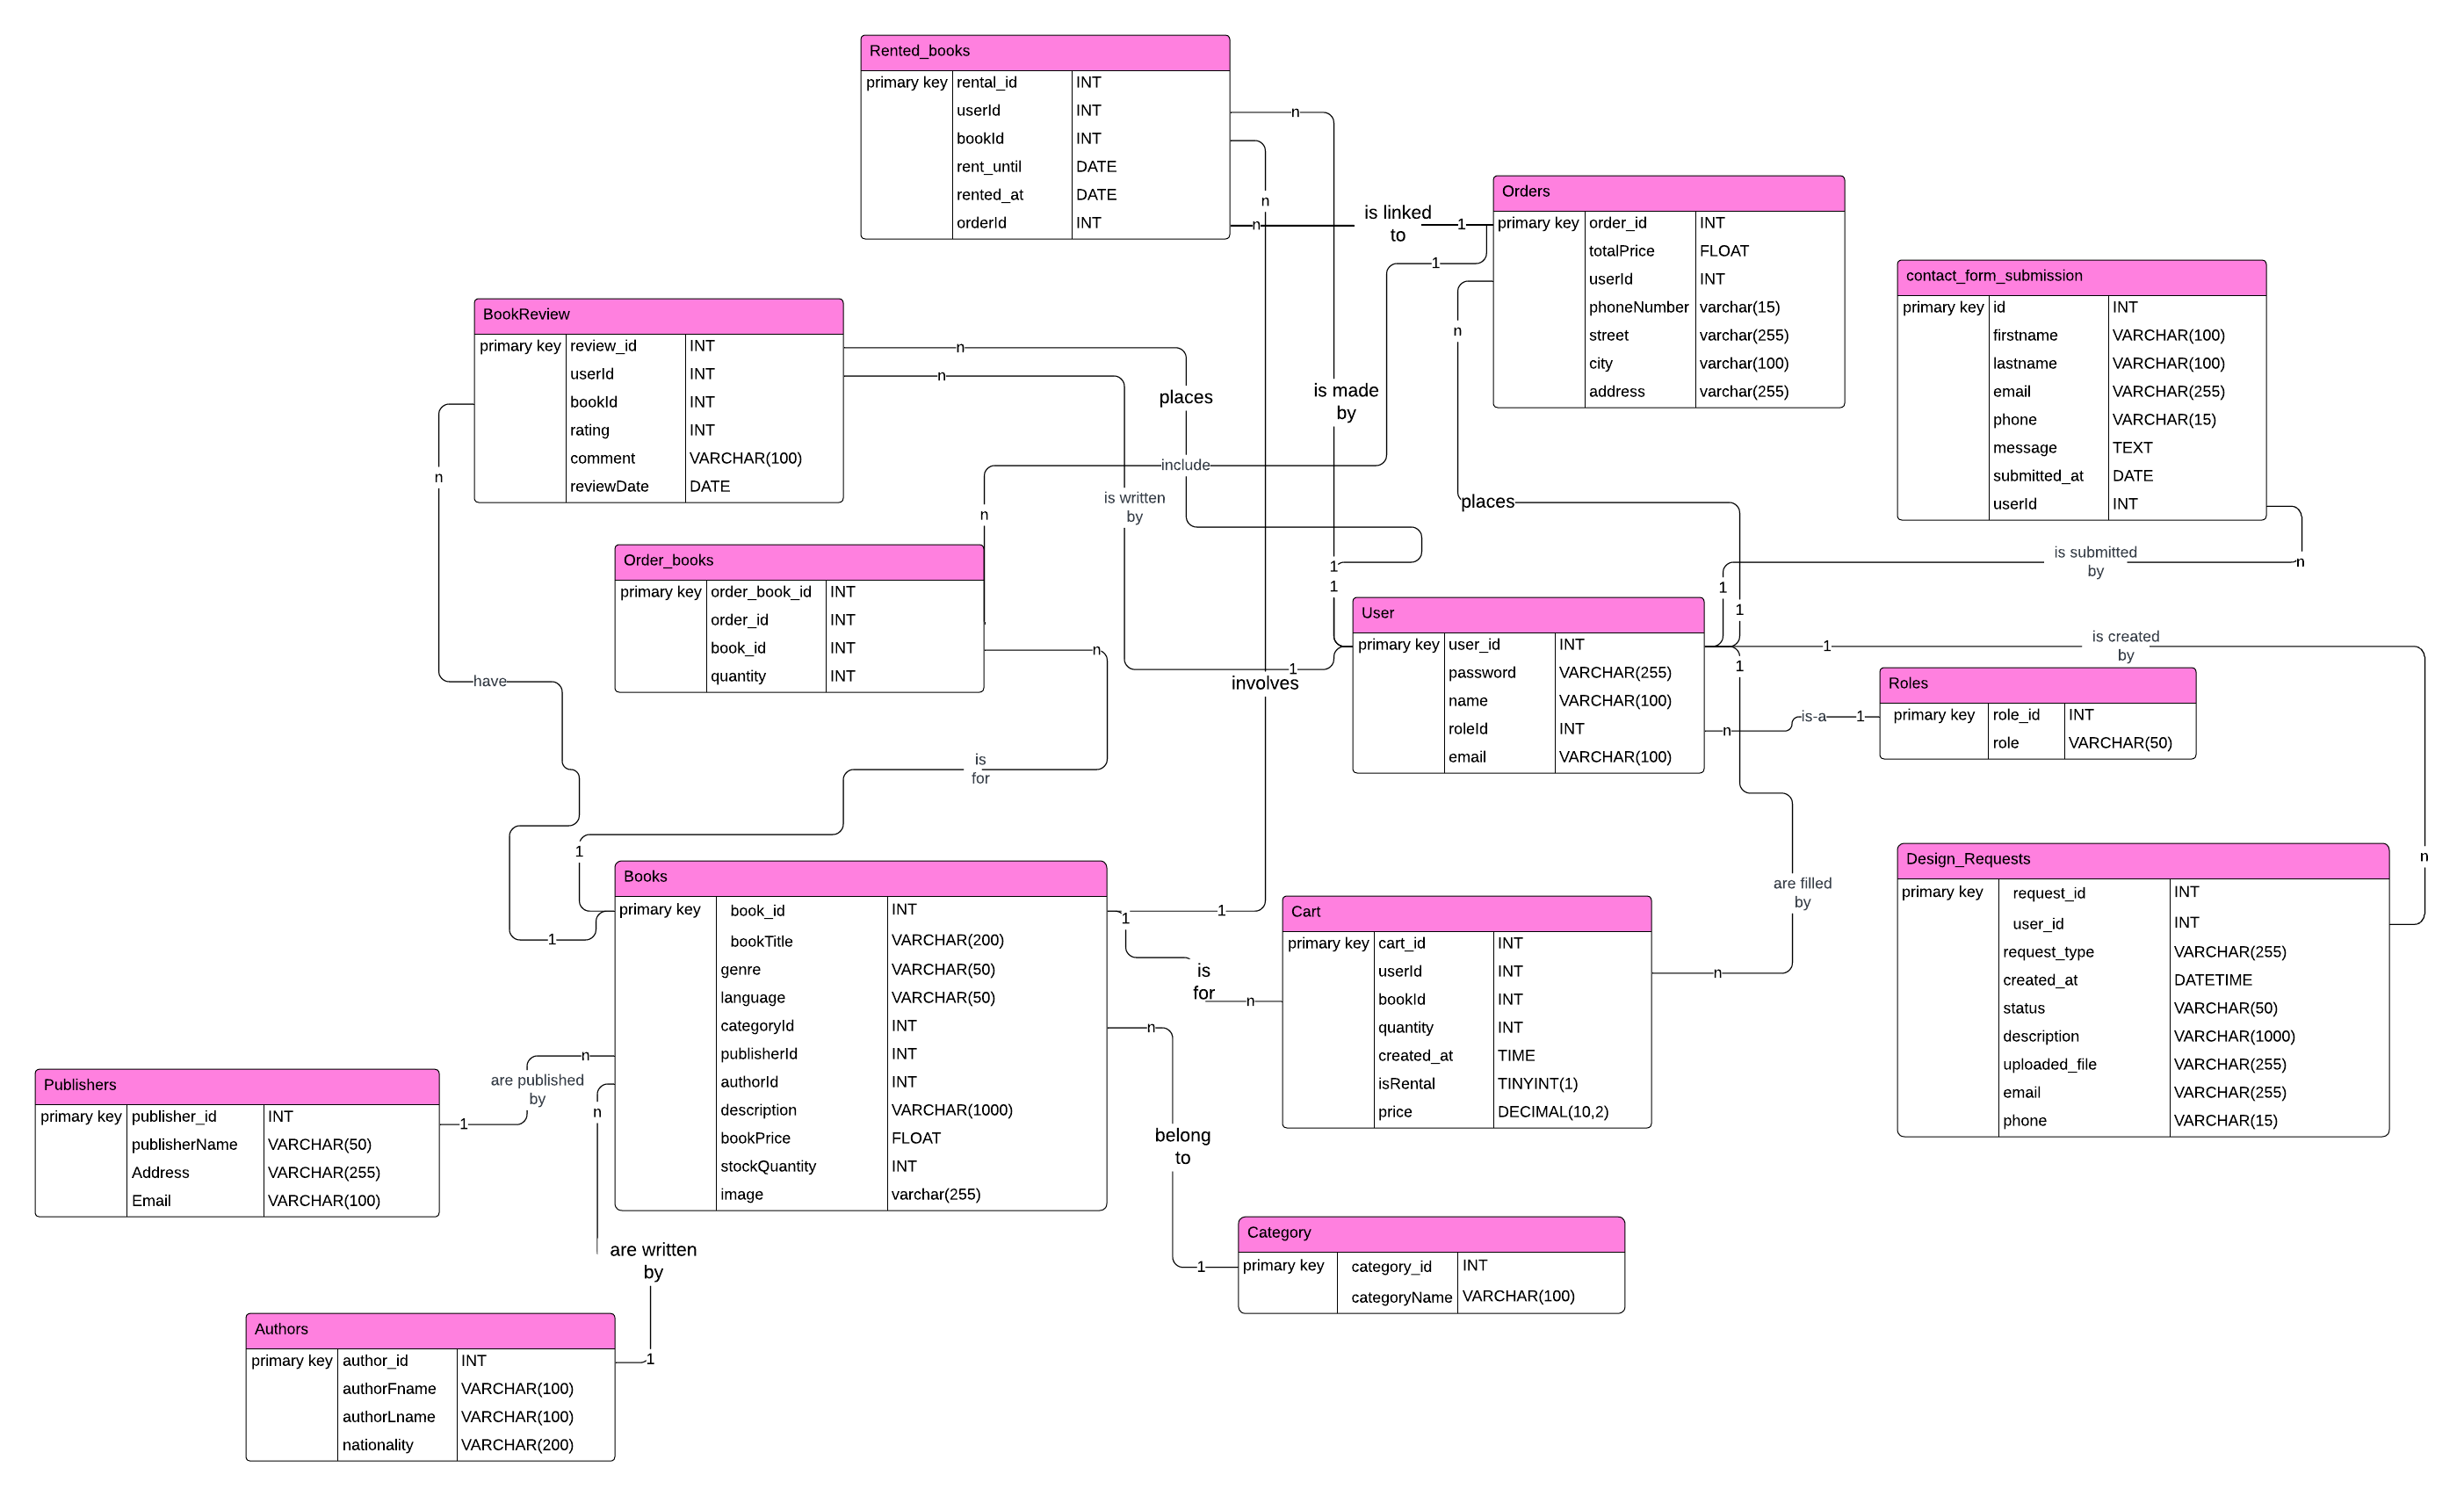 Rented_books
primary key rental_id INT
userId INT
bookId INT
rent_until DATE
rented_at DATE
orderId INT
n
n
n
is linked
to
1
1
Orders
primary key order_id INT
totalPrice FLOAT
userId INT
phoneNumber varchar(15)
street varchar(255)
city varchar(100)
address varchar(255)
n
contact_form_submission
primary key id INT
firstname VARCHAR(100)
lastname VARCHAR(100)
email VARCHAR(255)
phone VARCHAR(15)
message TEXT
submitted_at DATE
userId INT
n
is submitted
by
1
BookReview
primary key review_id INT
userId INT
bookId INT
rating INT
comment VARCHAR(100)
reviewDate DATE
n
n
n
places
is made
by
include
is written
by
places
n
1
1
1
1
Order_books
primary key order_book_id INT
order_id INT
book_id INT
quantity INT
n
have
is
for
involves
1
User
primary key user_id INT
password VARCHAR(255)
name VARCHAR(100)
roleId INT
email VARCHAR(100)
1
is created
by
n
n
is-a
1
Roles
primary key role_id INT
role VARCHAR(50)
1
1
Books
primary key book_id INT
bookTitle VARCHAR(200)
genre VARCHAR(50)
language VARCHAR(50)
categoryId INT
publisherId INT
authorId INT
description VARCHAR(1000)
bookPrice FLOAT
stockQuantity INT
image varchar(255)
1
1
is
for
n
Cart
primary key cart_id INT
userId INT
bookId INT
quantity INT
created_at TIME
isRental TINYINT(1)
price DECIMAL(10,2)
n
are filled
by
Design_Requests
primary key request_id INT
user_id INT
request_type VARCHAR(255)
created_at DATETIME
status VARCHAR(50)
description VARCHAR(1000)
uploaded_file VARCHAR(255)
email VARCHAR(255)
phone VARCHAR(15)
Publishers
primary key publisher_id INT
publisherName VARCHAR(50)
Address VARCHAR(255)
Email VARCHAR(100)
1
are published
by
n
n
are written
by
1
n
belong
to
1
Category
primary key category_id INT
categoryName VARCHAR(100)
Authors
primary key author_id INT
authorFname VARCHAR(100)
authorLname VARCHAR(100)
nationality VARCHAR(200)